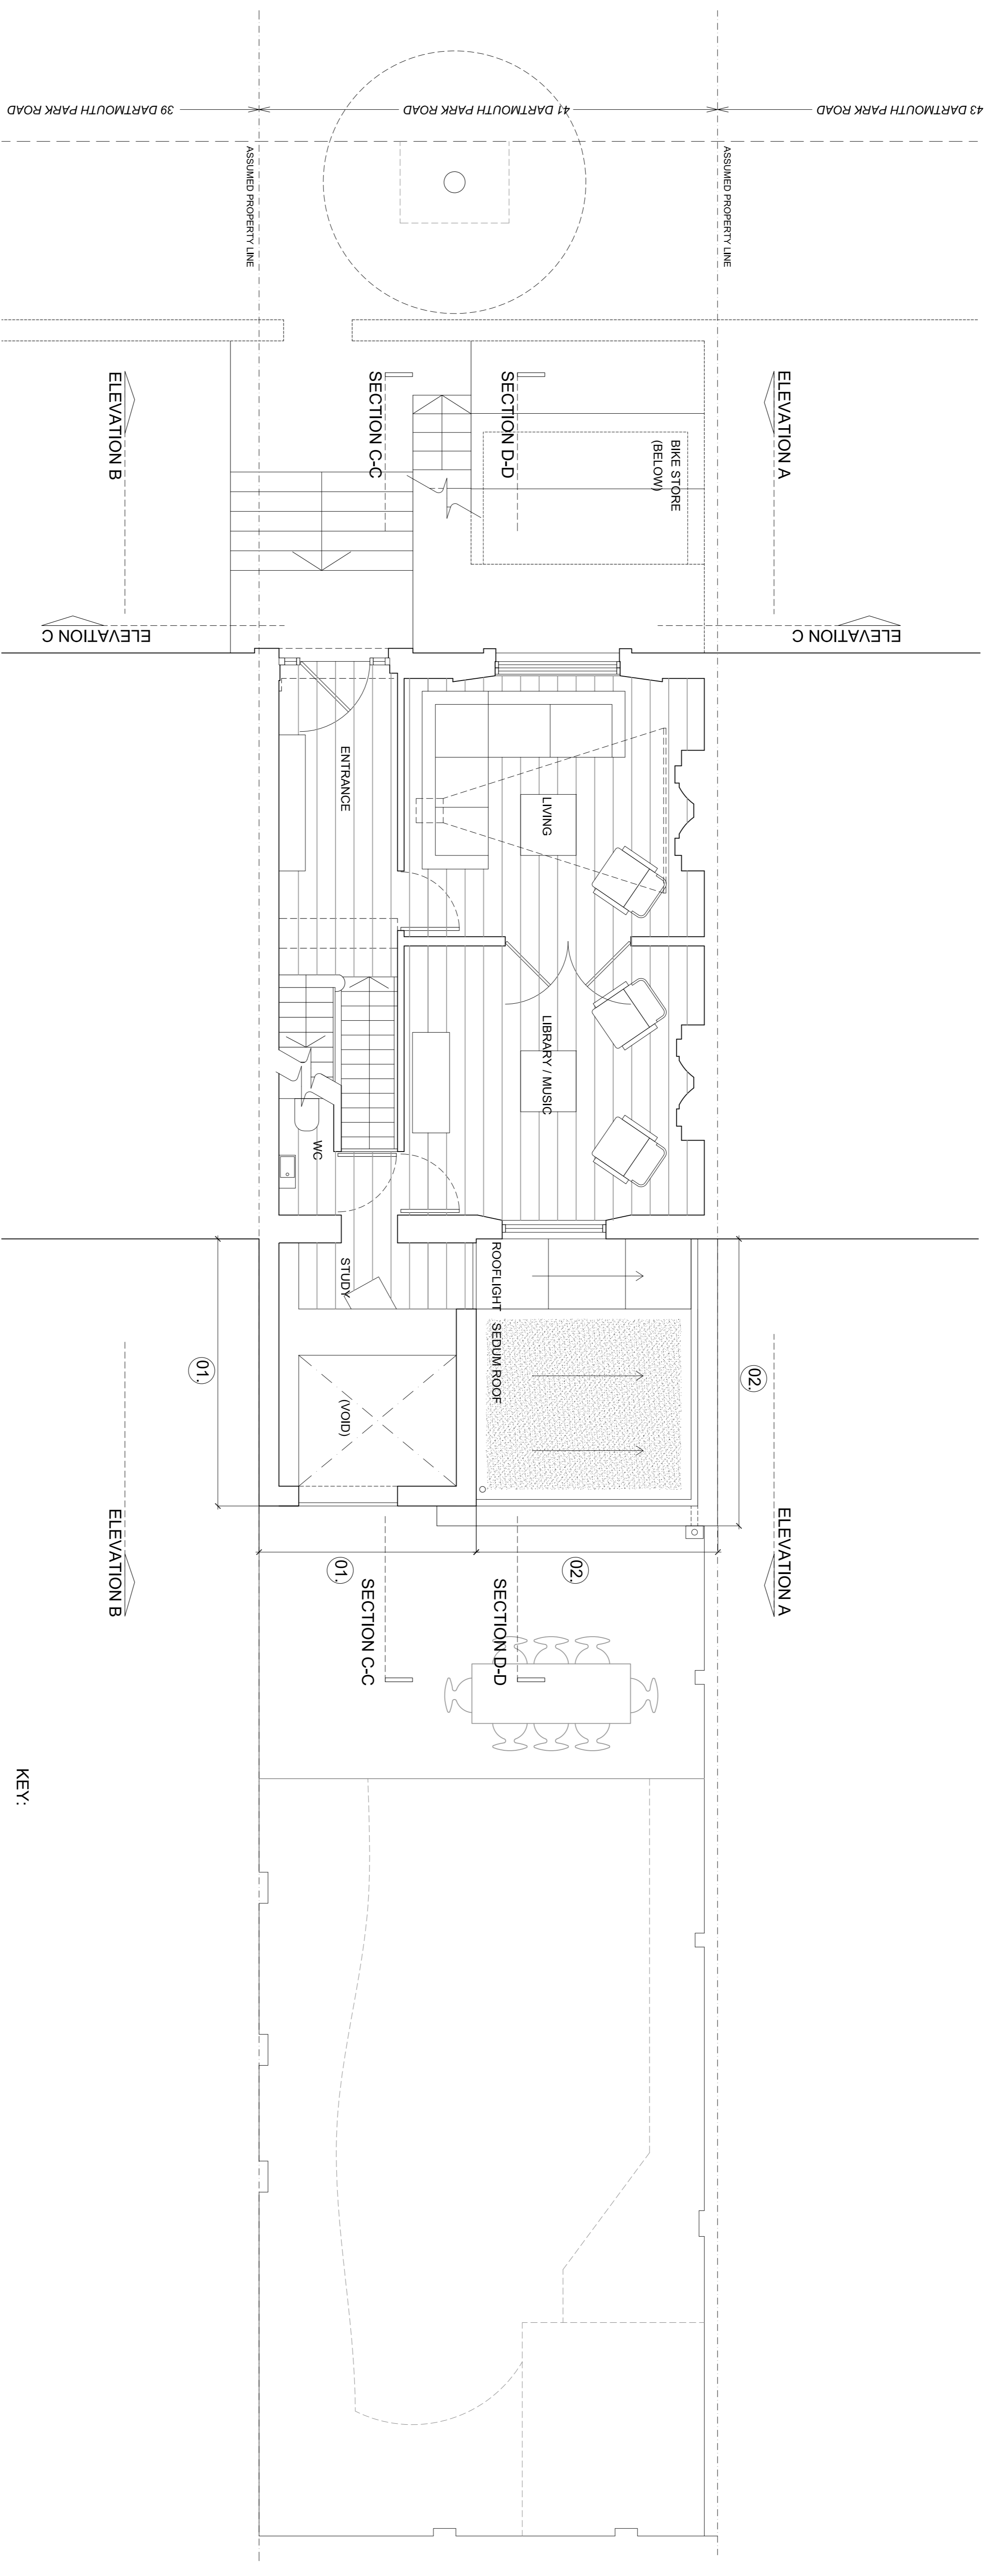 39 DARTMOUTH PARK ROAD
41 DARTMOUTH PARK ROAD
43 DARTMOUTH PARK ROAD
ASSUMED PROPERTY LINE
ASSUMED PROPERTY LINE
ELEVATION B
SECTION C-C
SECTION D-D
BIKE STORE
(BELOW)
ELEVATION A
ELEVATION C
ELEVATION C
ENTRANCE
LIVING
LIBRARY / MUSIC
WC
STUDY
ROOFLIGHT
SEDUM ROOF
(VOID)
01.
02.
ELEVATION B
01.
SECTION C-C
SECTION D-D
02.
ELEVATION A
KEY: